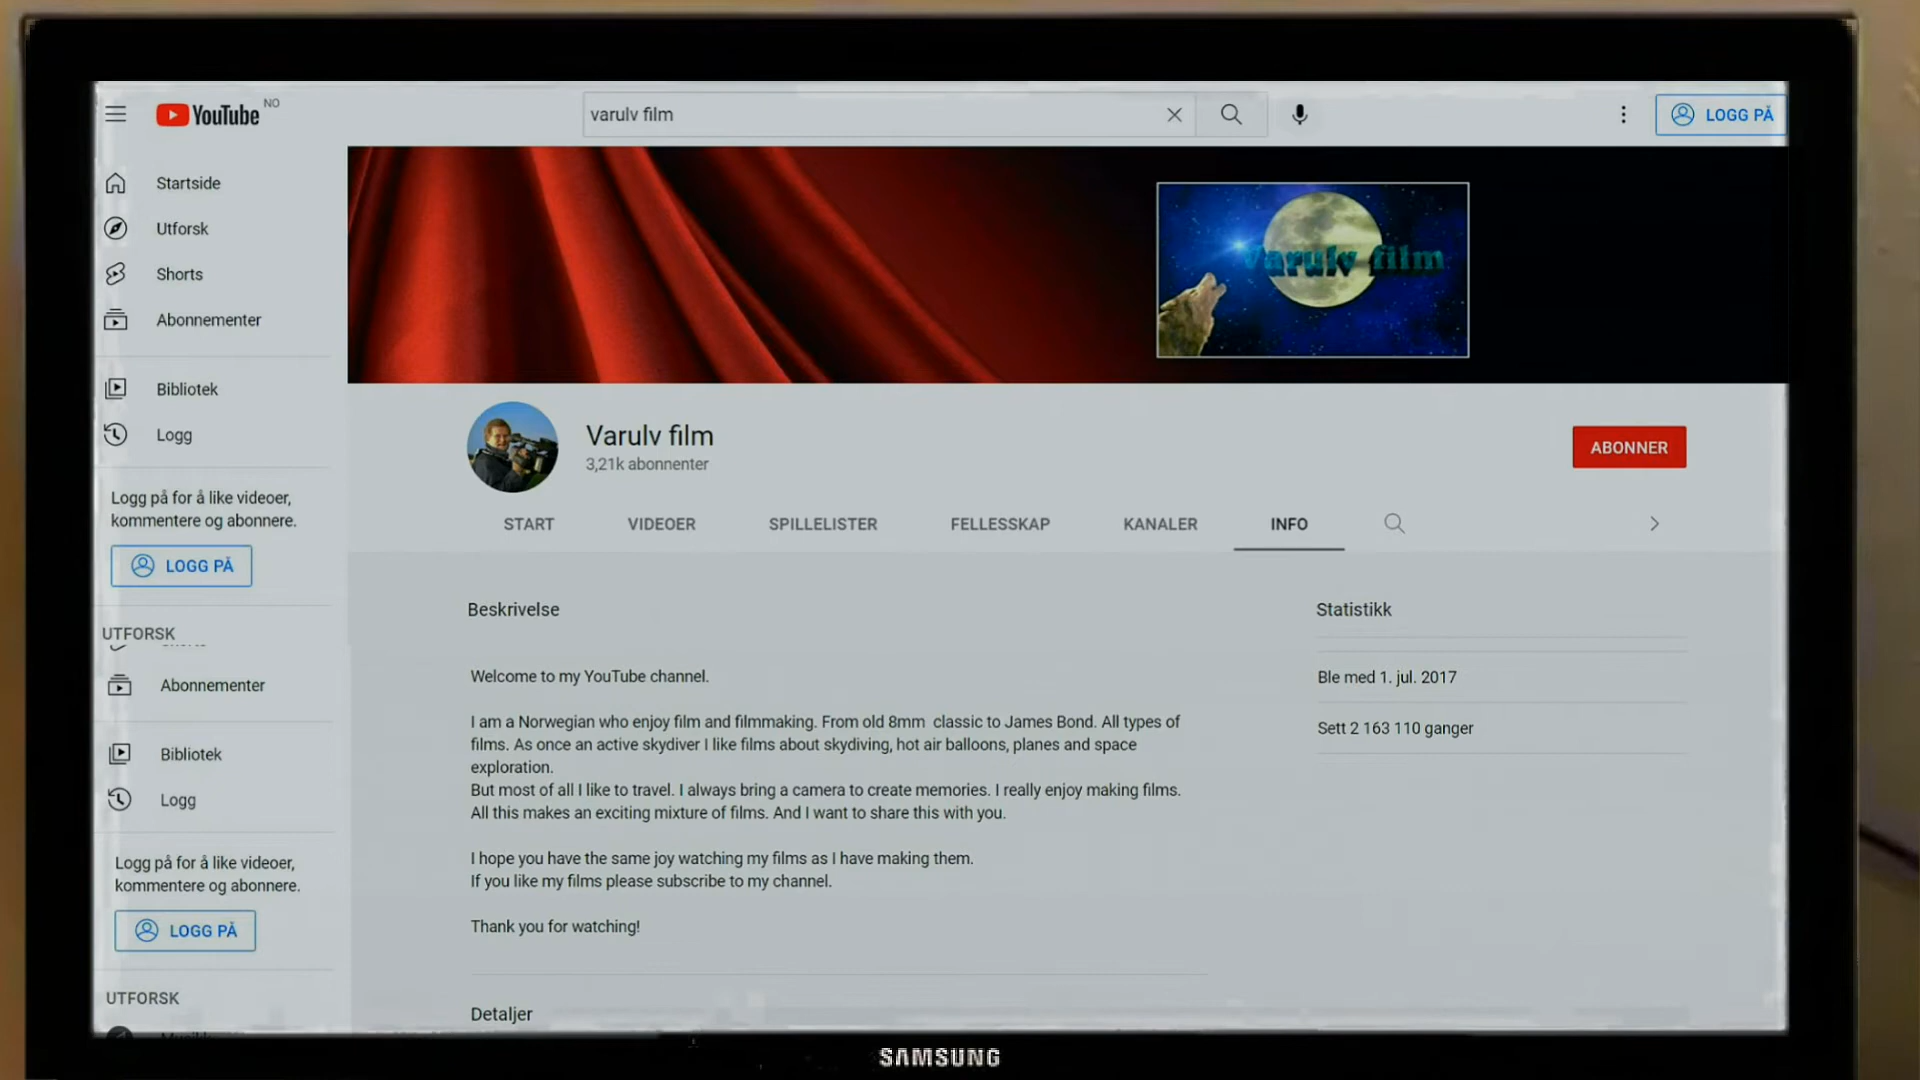 YouTube NO
varulv film
LOGG PÅ
Startside
Utforsk
Shorts
Abonnementer
Bibliotek
Logg
Logg på for å like videoer,
kommentere og abonnere.
LOGG PÅ
UTFORSK
Abonnementer
Bibliotek
Logg
Logg på for å like videoer,
kommentere og abonnere.
LOGG PÅ
UTFORSK
Varulv film
Varulv film
3,21k abonnenter
ABONNER
START VIDEOER SPILLELISTER FELLESSKAP KANALER INFO
Beskrivelse
Welcome to my YouTube channel.
I am a Norwegian who enjoy film and filmmaking. From old 8mm classic to James Bond. All types of
films. As once an active skydiver I like films about skydiving, hot air balloons, planes and space
exploration.
But most of all I like to travel. I always bring a camera to create memories. I really enjoy making films.
All this makes an exciting mixture of films. And I want to share this with you.
I hope you have the same joy watching my films as I have making them.
If you like my films please subscribe to my channel.
Thank you for watching!
Detaljer
Statistikk
Ble med 1. jul. 2017
Sett 2 163 110 ganger
SAMSUNG